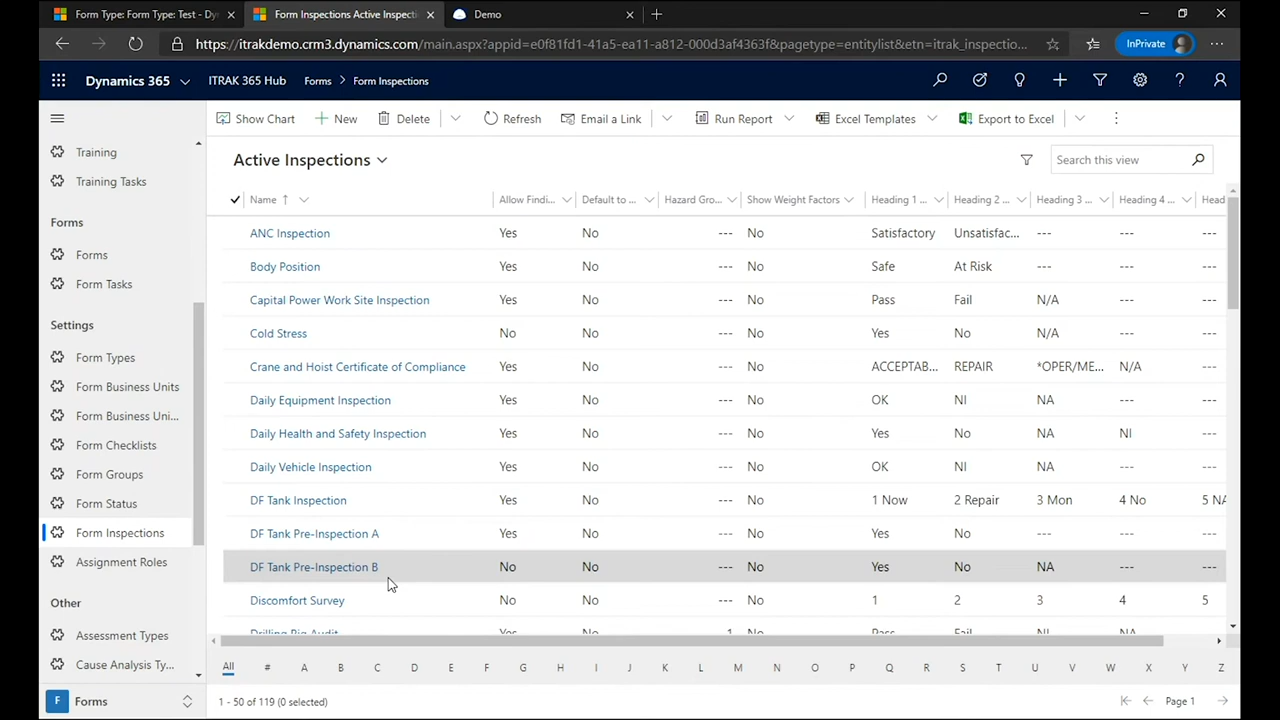 Form Type: Form Type: Test - Dy
Form Inspections Active Inspecti
Demo
https://itrakdemo.crm3.dynamics.com/main.aspx?appid=e0f81fd1-41a5-ea11-a812-000d3af4363f&pagetype=entitylist&etn=itrak_inspectio...
InPrivate
Dynamics 365
ITRAK 365 Hub
Forms > Form Inspections
Show Chart
New
Delete
Refresh
Email a Link
Run Report
Excel Templates
Export to Excel
Training
Training Tasks
Forms
Forms
Form Tasks
Settings
Form Types
Form Business Units
Form Business Uni...
Form Checklists
Form Groups
Form Status
Form Inspections
Assignment Roles
Other
Assessment Types
Cause Analysis Ty...
F Forms
Active Inspections
Search this view
Name Allow Findi... Default to ... Hazard Gro... Show Weight Factors Heading 1 ... Heading 2 ... Heading 3 ... Heading 4 ... Head
ANC Inspection Yes No --- No Satisfactory Unsatisfac... --- --- ---
Body Position Yes No --- No Safe At Risk --- --- ---
Capital Power Work Site Inspection Yes No --- No Pass Fail N/A --- ---
Cold Stress No No --- No Yes No N/A --- ---
Crane and Hoist Certificate of Compliance Yes No --- No ACCEPTAB... REPAIR *OPER/ME... N/A ---
Daily Equipment Inspection Yes No --- No OK NI NA --- ---
Daily Health and Safety Inspection Yes No --- No Yes No NA NI ---
Daily Vehicle Inspection Yes No --- No OK NI NA --- ---
DF Tank Inspection Yes No --- No 1 Now 2 Repair 3 Mon 4 No 5 NA
DF Tank Pre-Inspection A Yes No --- No Yes No --- --- ---
DF Tank Pre-Inspection B No No --- No Yes No NA --- ---
Discomfort Survey No No --- No 1 2 3 4 5
Drilling Rig Audit Yes No 1 No Pass Fail NI NA ---
All # A B C D E F G H I J K L M N O P Q R S T U V W X Y Z
1 - 50 of 119 (0 selected)
Page 1